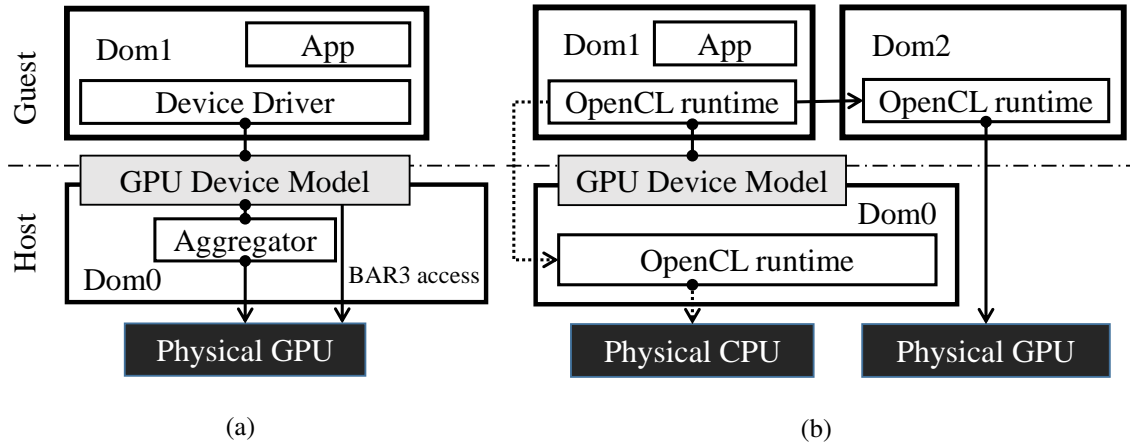 Guest
Host
Dom1
App
Device Driver
GPU Device Model
Aggregator
Dom0
BAR3 access
Physical GPU
(a)
Dom1
App
OpenCL runtime
Dom2
OpenCL runtime
GPU Device Model
Dom0
OpenCL runtime
Physical CPU
Physical GPU
(b)